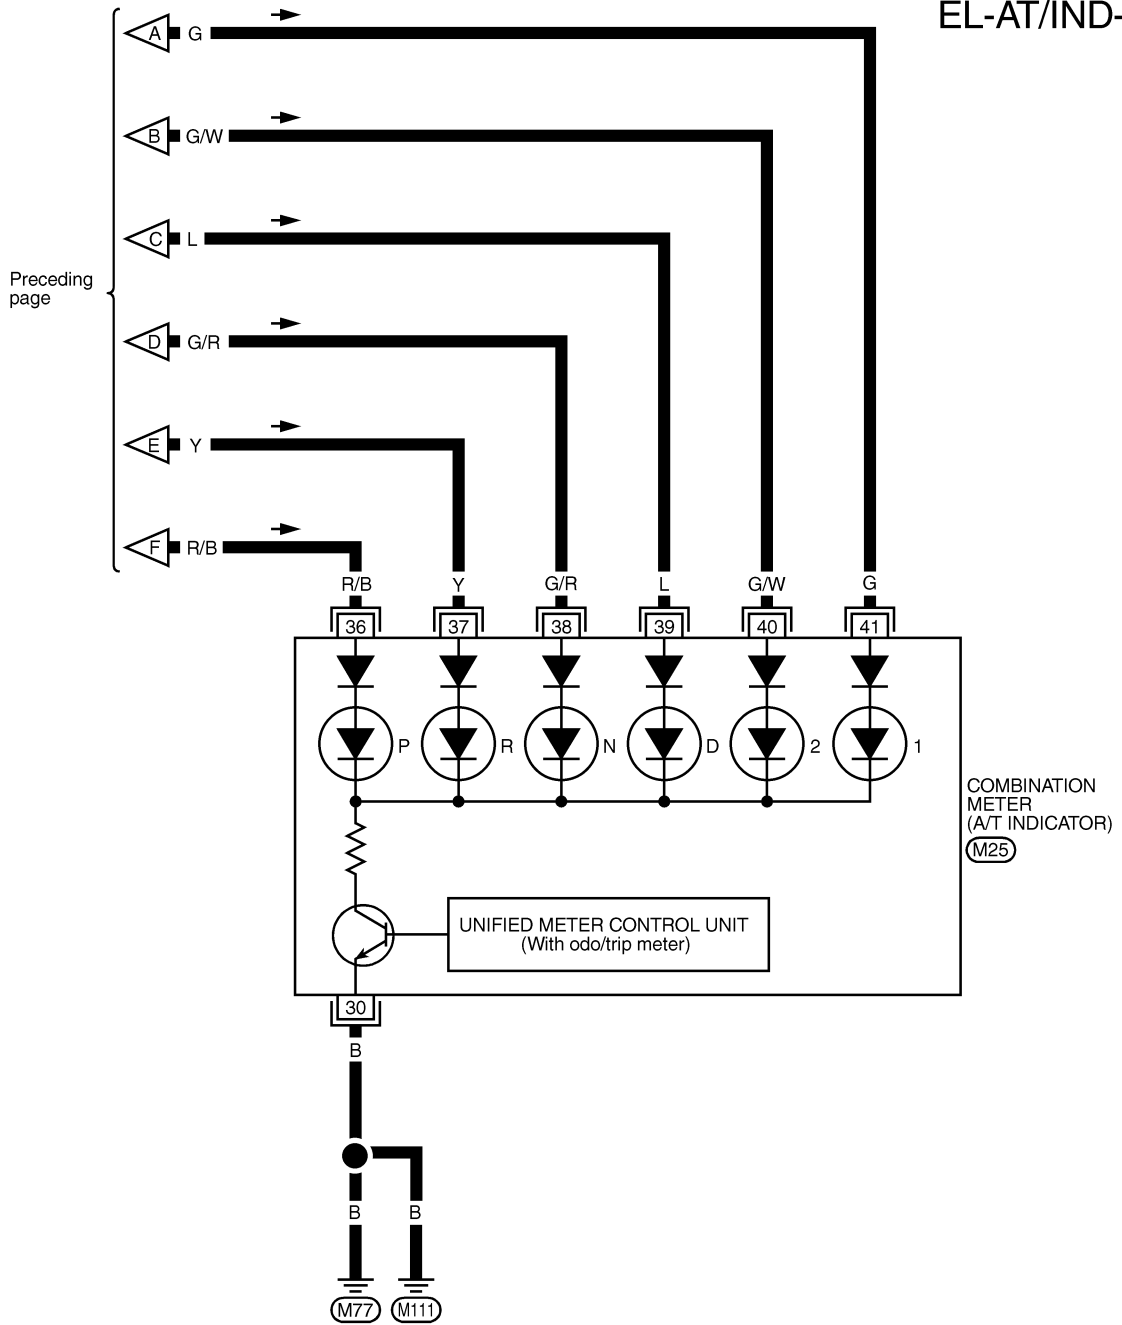 EL-AT/IND-
A G
B G/W
C L
Preceding
page
D G/R
E Y
F R/B
R/B Y G/R L G/W G
36 37 38 39 40 41
P R N D 2 1
COMBINATION
METER
(A/T INDICATOR)
M25
UNIFIED METER CONTROL UNIT
(With odo/trip meter)
30
B
B B
M77 M111